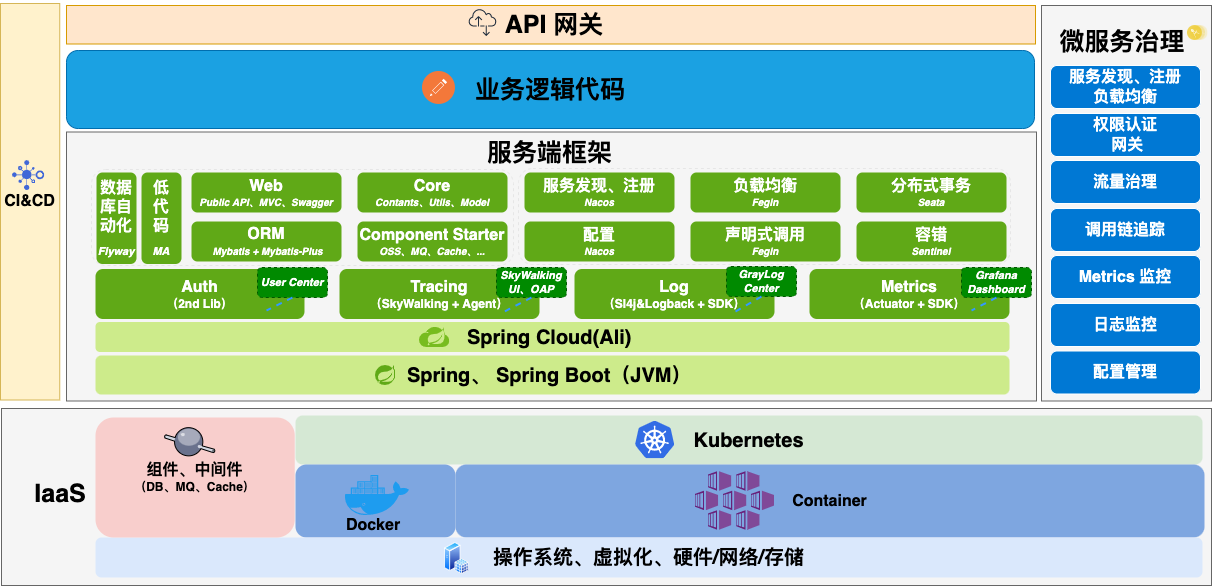 CI&CD
API 网关
业务逻辑代码
服务端框架
数据
库自
动化
Flyway
低
代
码
MA
Web
Public API、MVC、Swagger
Core
Contants、Utils、Model
服务发现、注册
Nacos
负载均衡
Fegin
分布式事务
Seata
ORM
Mybatis + Mybatis-Plus
Component Starter
OSS、MQ、Cache、...
配置
Nacos
声明式调用
Fegin
容错
Sentinel
Auth
(2nd Lib)
User Center
Tracing
(SkyWalking + Agent)
SkyWalking
UI、OAP
Log
(Sl4j&Logback + SDK)
GrayLog
Center
Metrics
(Actuator + SDK)
Grafana
Dashboard
Spring Cloud(Ali)
Spring、 Spring Boot（JVM）
微服务治理
服务发现、注册
负载均衡
权限认证
网关
流量治理
调用链追踪
Metrics 监控
日志监控
配置管理
IaaS
组件、中间件
(DB、MQ、Cache)
Kubernetes
Docker
Container
操作系统、虚拟化、硬件/网络/存储